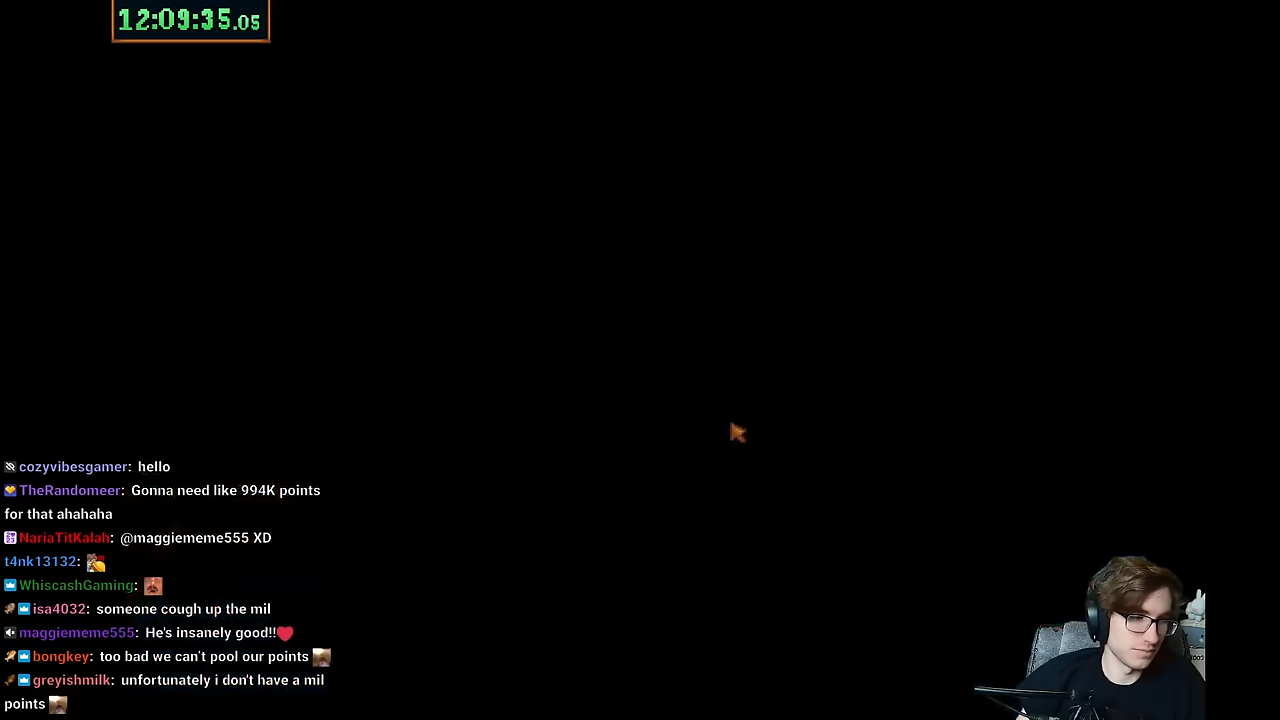 12:09:35.05
cozyvibesgamer: hello
TheRandomeer: Gonna need like 994K points
for that ahahaha
NariaTitKalah: @maggiememe555 XD
t4nk13132:
WhiscashGaming:
isa4032: someone cough up the mil
maggiememe555: He's insanely good!!
bongkey: too bad we can't pool our points
greyishmilk: unfortunately i don't have a mil
points